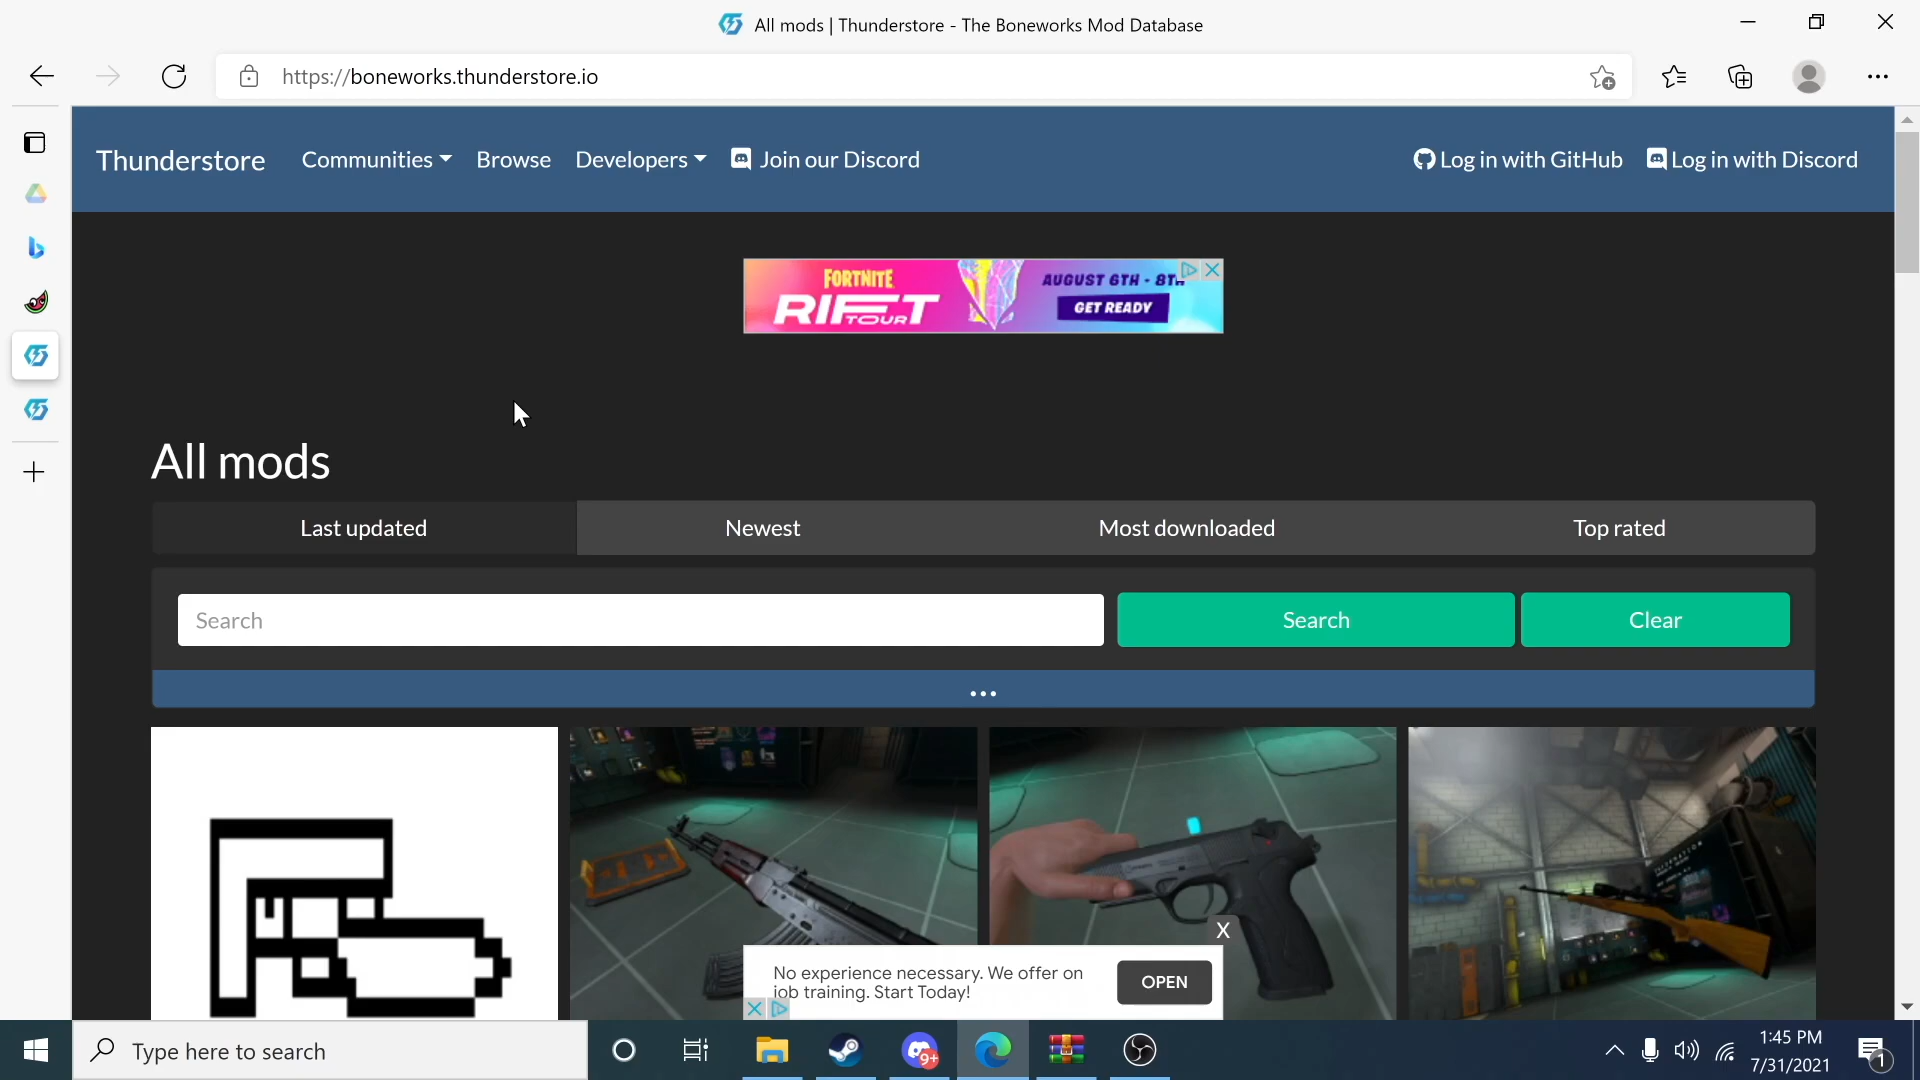 All mods | Thunderstore - The Boneworks Mod Database
https://boneworks.thunderstore.io
Thunderstore Communities Browse Developers Join our Discord Log in with GitHub Log in with Discord
FORTNITE
RIFT
TOUR
AUGUST 6TH - 8TH
GET READY
All mods
Last updated Newest Most downloaded Top rated
Search Search Clear
...
X
No experience necessary. We offer on
job training. Start Today!
OPEN
Type here to search
9+
1:45 PM
7/31/2021
1